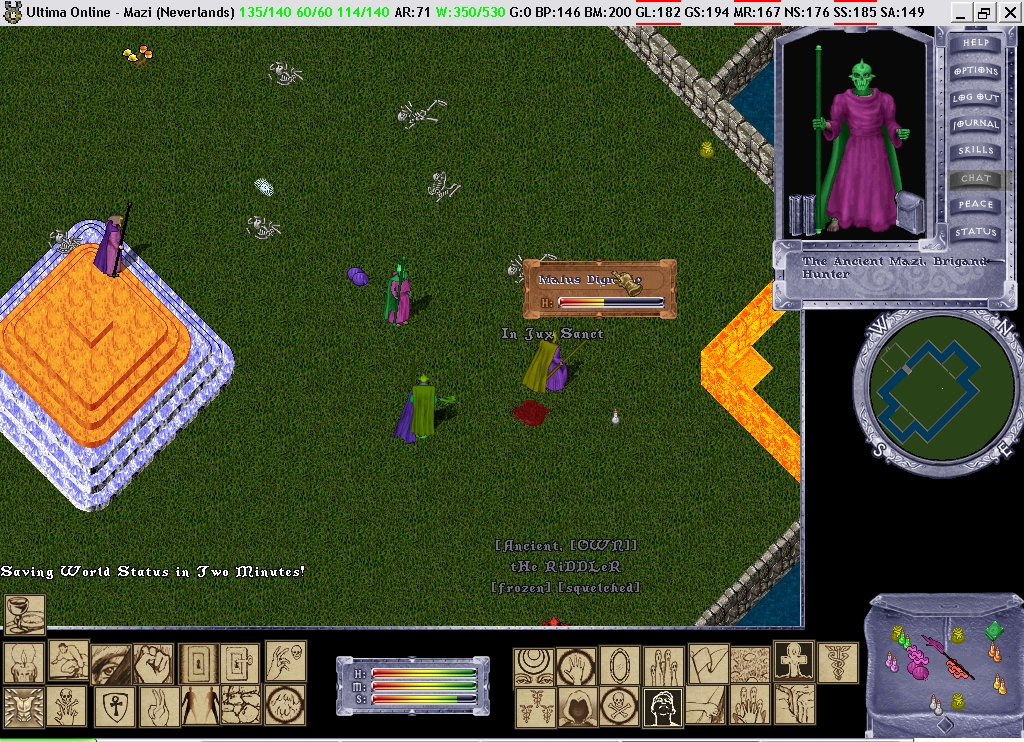 Ultima Online - Mazi (Neverlands) 135/140 60/60 114/140 AR:71 W:350/530 G:0 BP:146 BM:200 GL:182 GS:194 MR:167 NS:176 SS:185 SA:149
HELP
OPTIONS
LOG OUT
JOURNAL
SKILLS
CHAT
PEACE
STATUS
The Ancient Mazi, Brigand Hunter
Malus
H:
In Jux Sanct
W
N
S
E
[Ancient, [OWN]]
tHe RiDDLeR
[frozen] [squelched]
Saving World Status in Two Minutes!
H:
M:
S: